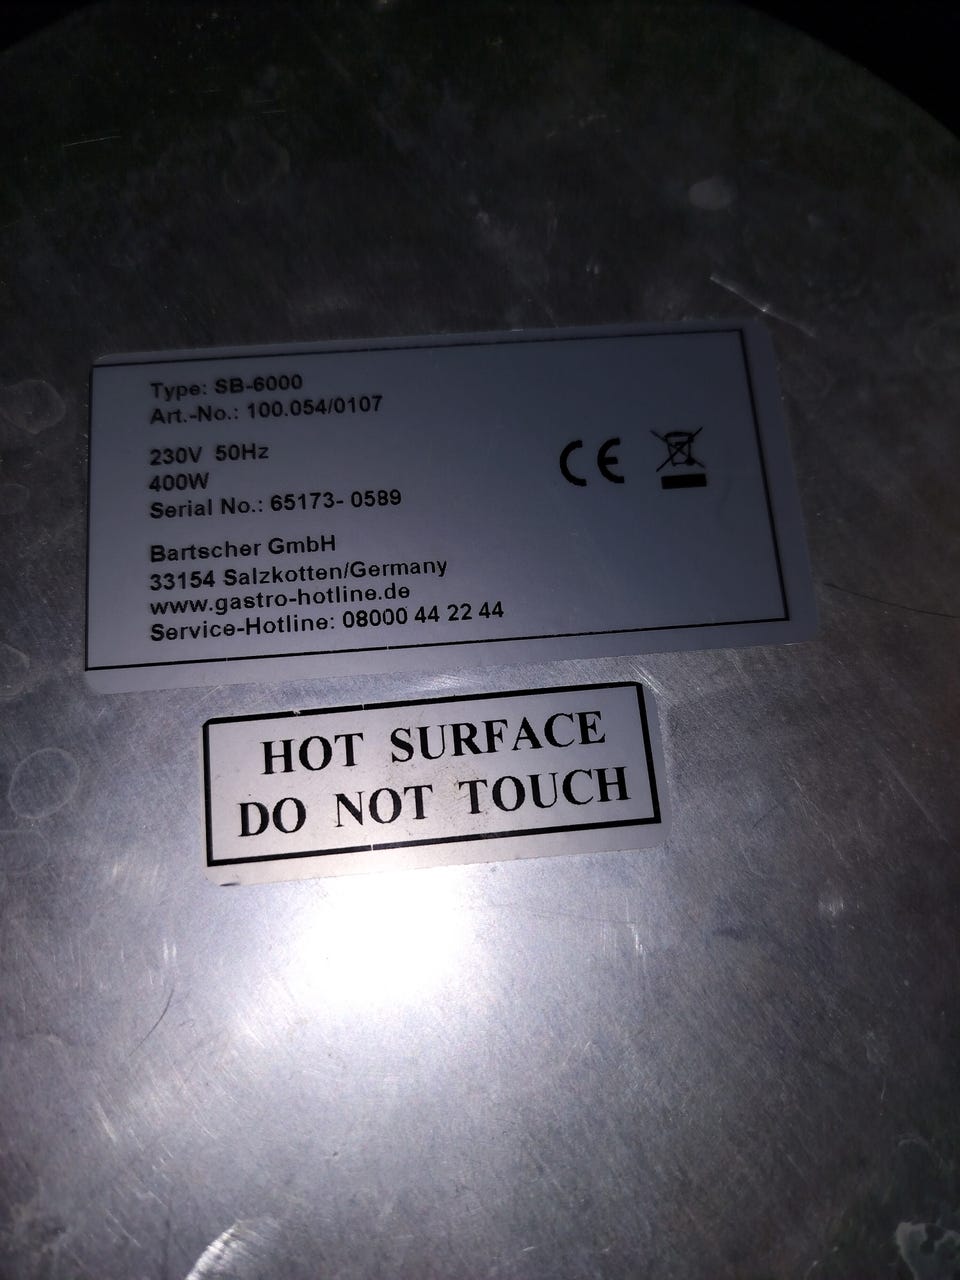 Type: SB-6000
Art.-No.: 100.054/0107
230V 50Hz
400W
Serial No.: 65173- 0589
CE
Bartscher GmbH
33154 Salzkotten/Germany
www.gastro-hotline.de
Service-Hotline: 08000 44 22 44
HOT SURFACE
DO NOT TOUCH